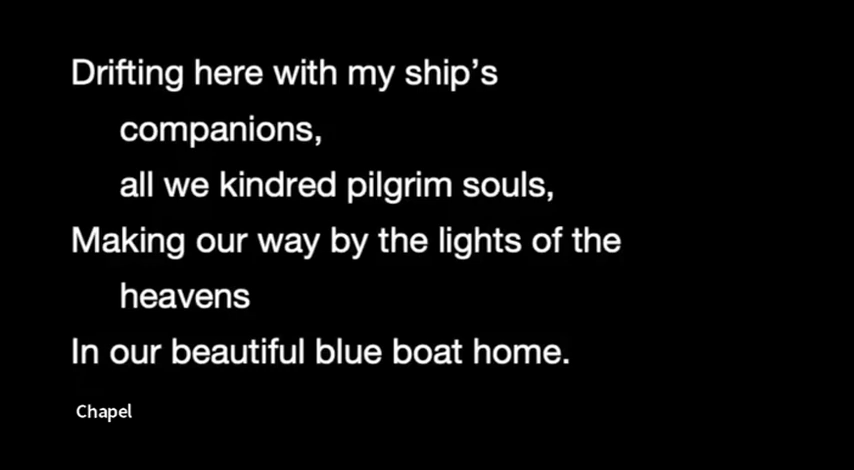 Drifting here with my ship’s
companions,
all we kindred pilgrim souls,
Making our way by the lights of the
heavens
In our beautiful blue boat home.
Chapel